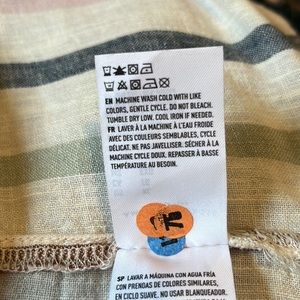 EN MACHINE WASH COLD WITH LIKE
COLORS, GENTLE CYCLE. DO NOT BLEACH.
TUMBLE DRY LOW. COOL IRON IF NEEDED.
FR LAVER À LA MACHINE À L'EAU FROIDE
AVEC DES COULEURS SEMBLABLES, CYCLE
DÉLICAT. NE PAS JAVELLISER. SÉCHER À LA
MACHINE CYCLE DOUX. REPASSER À BASSE
TEMPÉRATURE AU BESOIN.
SP LAVAR A MÁQUINA CON AGUA FRÍA
CON PRENDAS DE COLORES SIMILARES,
EN CICLO SUAVE. NO USAR BLANQUEADOR.